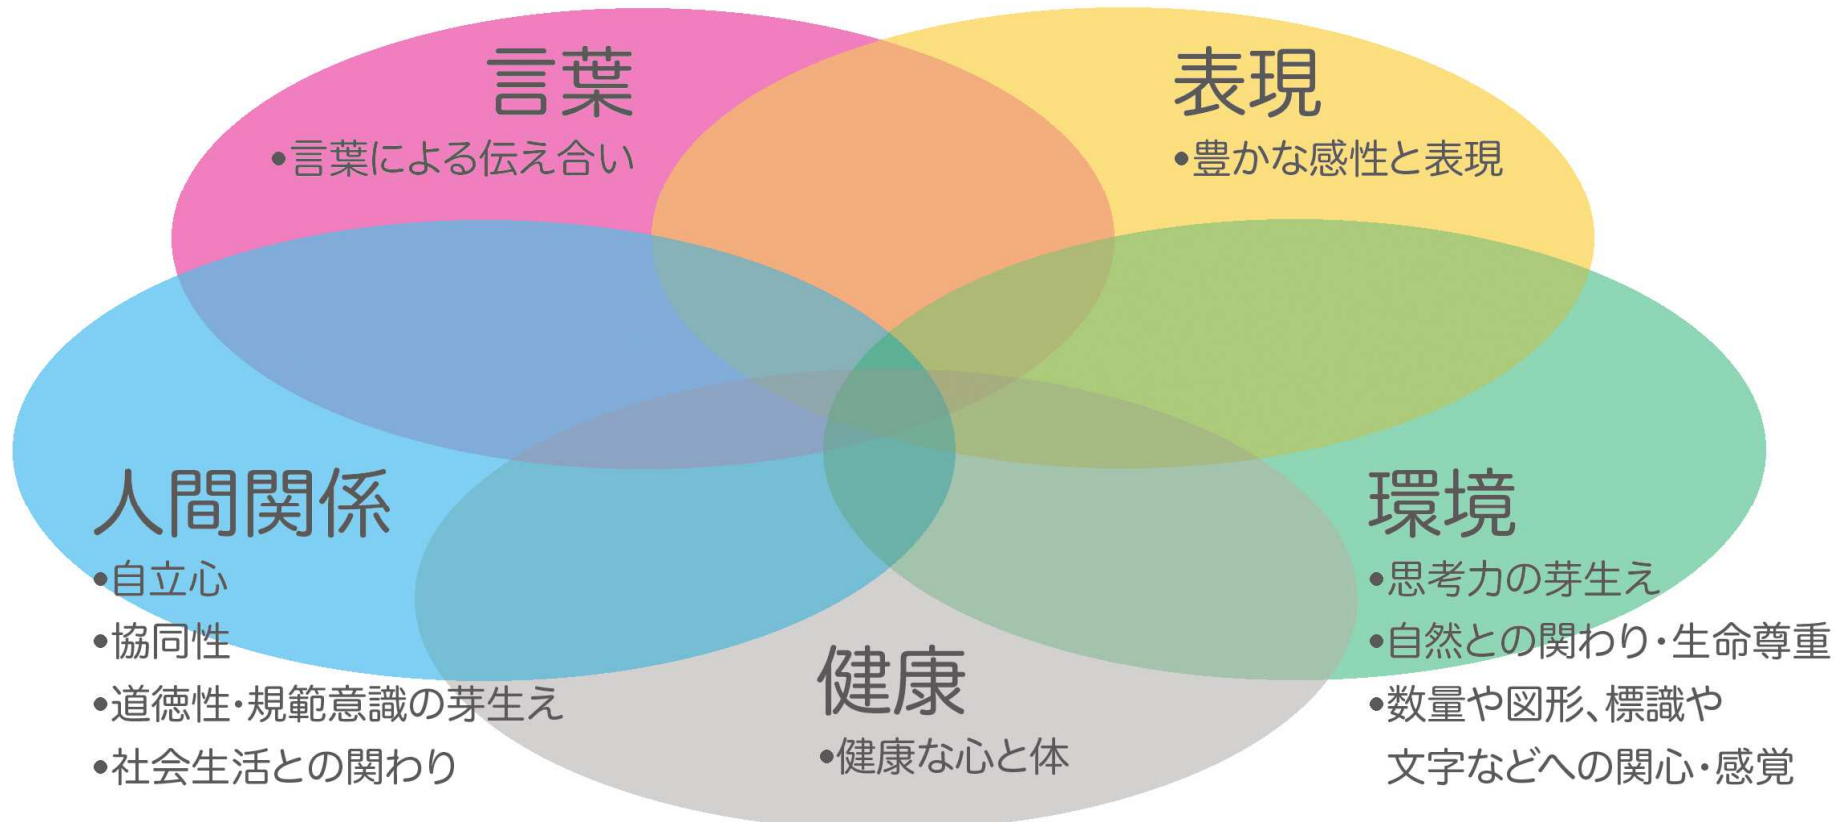 言葉
•言葉による伝え合い
表現
•豊かな感性と表現
人間関係
•自立心
•協同性
•道徳性・規範意識の芽生え
•社会生活との関わり
健康
•健康な心と体
環境
•思考力の芽生え
•自然との関わり・生命尊重
•数量や図形、標識や
文字などへの関心・感覚